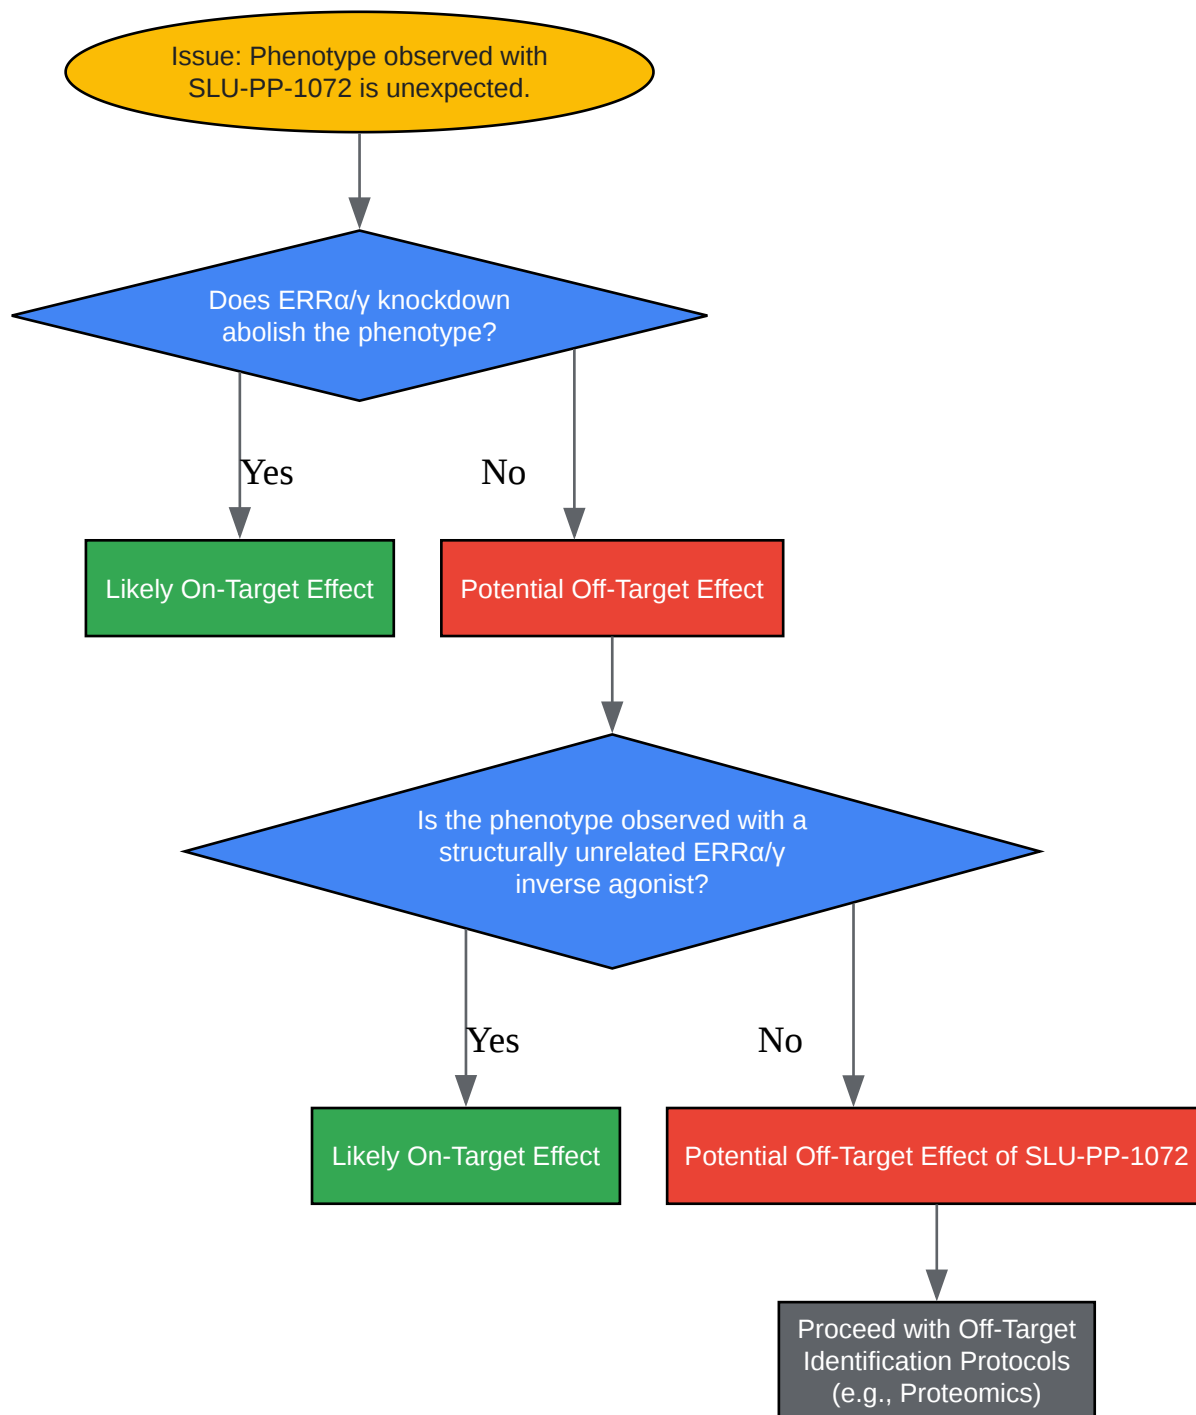 Issue: Phenotype observed with
SLU-PP-1072 is unexpected.
Does ERRα/γ knockdown
abolish the phenotype?
Yes
No
Likely On-Target Effect
Potential Off-Target Effect
Is the phenotype observed with a
structurally unrelated ERRα/γ
inverse agonist?
Yes
No
Likely On-Target Effect
Potential Off-Target Effect of SLU-PP-1072
Proceed with Off-Target
Identification Protocols
(e.g., Proteomics)